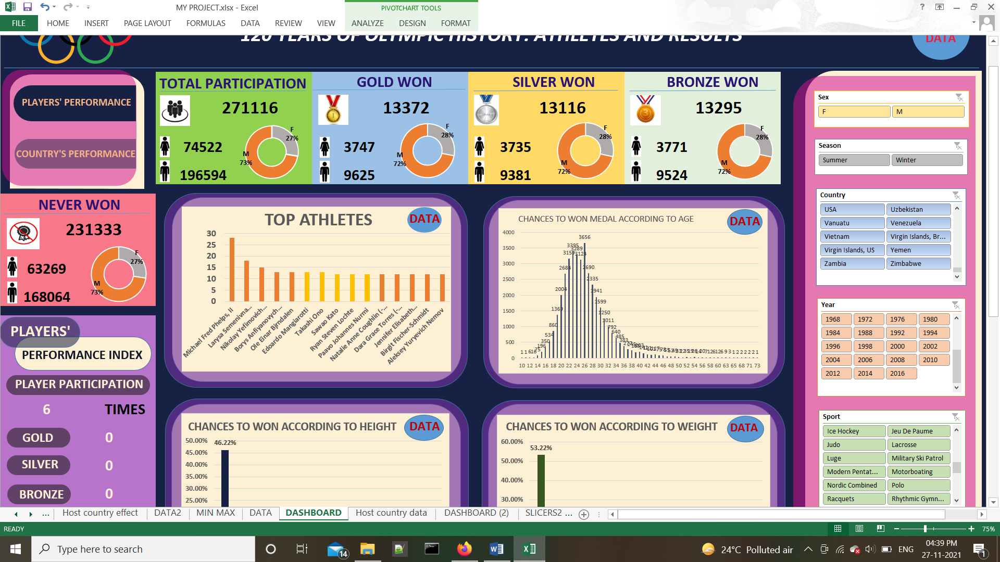 MY PROJECT.xlsx - Excel
PIVOTCHART TOOLS
?
FILE
HOME
INSERT
PAGE LAYOUT
FORMULAS
DATA
REVIEW
VIEW
ANALYZE
DESIGN
FORMAT
120 YEARS OF OLYMPIC HISTORY: ATHLETES AND RESULTS
DATA
PLAYERS' PERFORMANCE
COUNTRY'S PERFORMANCE
TOTAL PARTICIPATION
271116
74522
196594
F
27%
M
73%
GOLD WON
13372
3747
9625
F
28%
M
72%
SILVER WON
13116
3735
9381
F
28%
M
72%
BRONZE WON
13295
3771
9524
F
28%
M
72%
NEVER WON
231333
63269
168064
F
27%
M
73%
PLAYERS'
PERFORMANCE INDEX
PLAYER PARTICIPATION
6 TIMES
GOLD 0
SILVER 0
BRONZE 0
TOP ATHLETES
DATA
30
25
20
15
10
5
0
Michael Fred Phelps, II
Larysa Semenivna...
Nikolay Yefimovich...
Borys Anfiyanovych...
Ole Einar Bjrndalen
Edoardo Mangiarotti
Takashi Ono
Sawao Kato
Ryan Steven Lochte
Paavo Johannes Nurmi
Natalie Anne Coughlin (-...
Dara Grace Torres (-...
Jennifer Elisabeth...
Birgit Fischer-Schmidt
Aleksey Yuryevich Nemov
CHANCES TO WON MEDAL ACCORDING TO AGE
DATA
4000
3500
3000
2500
2000
1500
1000
500
0
1 1 6 16 75 196 350 534 860 1369 2004 2684 3159 3395 3289 3124 3656 2690 2335 1941 1599 1250 1011 792 640 485 383
10 12 14 16 18 20 22 24 26 28 30 32 34 36 38 40 42 44 46 48 50 52 54 56 58 60 63 65 68 71 73
CHANCES TO WON ACCORDING TO HEIGHT
DATA
50.00%
45.00%
40.00%
35.00%
30.00%
25.00%
46.22%
CHANCES TO WON ACCORDING TO WEIGHT
DATA
60.00%
50.00%
40.00%
30.00%
53.22%
Sex
F M
Season
Summer Winter
Country
USA Uzbekistan
Vanuatu Venezuela
Vietnam Virgin Islands, Br...
Virgin Islands, US Yemen
Zambia Zimbabwe
Year
1968 1972 1976 1980
1984 1988 1992 1994
1996 1998 2000 2002
2004 2006 2008 2010
2012 2014 2016
Sport
Ice Hockey Jeu De Paume
Judo Lacrosse
Luge Military Ski Patrol
Modern Pentat... Motorboating
Nordic Combined Polo
Racquets Rhythmic Gymn...
... Host country effect DATA2 MIN MAX DATA DASHBOARD Host country data DASHBOARD (2) SLICERS2 ...
READY
75%
Type here to search
14
24°C Polluted air
ENG
04:39 PM
27-11-2021
1